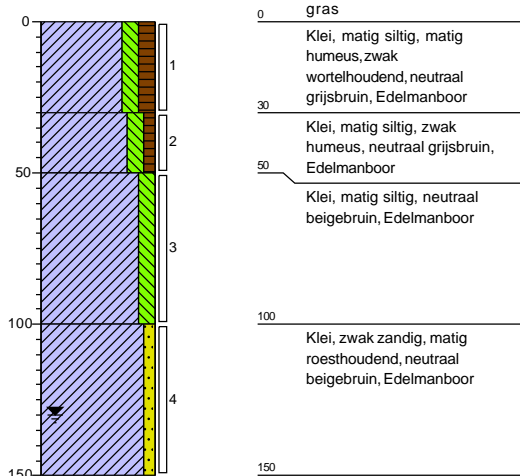 gras
0
0
Klei, matig siltig, matig
humeus, zwak
wortelhoudend, neutraal
grijsbruin, Edelmanboor
1
30
Klei, matig siltig, zwak
humeus, neutraal grijsbruin,
Edelmanboor
2
50
50
Klei, matig siltig, neutraal
beigebruin, Edelmanboor
3
100
100
Klei, zwak zandig, matig
roesthoudend, neutraal
beigebruin, Edelmanboor
4
150
150